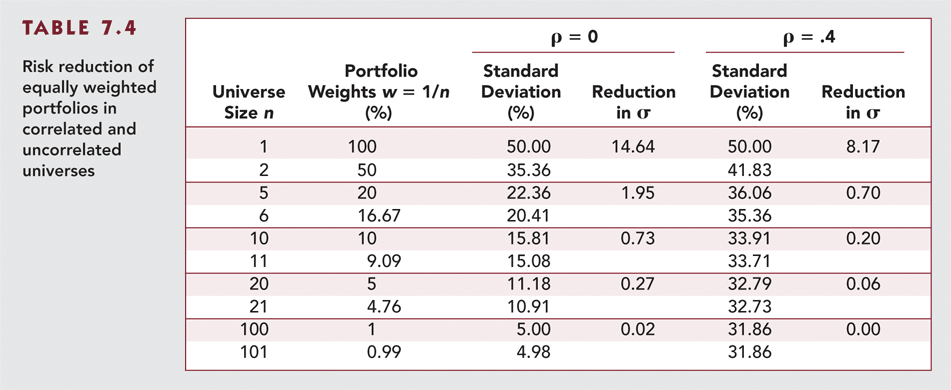 TABLE 7.4
Risk reduction of
equally weighted
portfolios in
correlated and
uncorrelated
universes
ρ = 0 ρ = .4
Universe Size n Portfolio Weights w = 1/n (%) Standard Deviation (%) Reduction in σ Standard Deviation (%) Reduction in σ
1 100 50.00 14.64 50.00 8.17
2 50 35.36 41.83
5 20 22.36 1.95 36.06 0.70
6 16.67 20.41 35.36
10 10 15.81 0.73 33.91 0.20
11 9.09 15.08 33.71
20 5 11.18 0.27 32.79 0.06
21 4.76 10.91 32.73
100 1 5.00 0.02 31.86 0.00
101 0.99 4.98 31.86